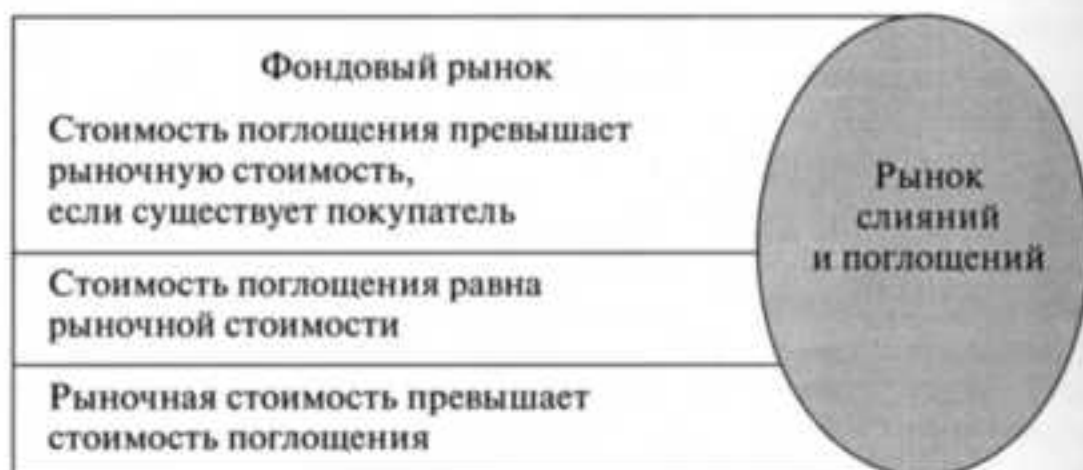 Фондовый рынок
Стоимость поглощения превышает
рыночную стоимость,
если существует покупатель
Стоимость поглощения равна
рыночной стоимости
Рыночная стоимость превышает
стоимость поглощения
Рынок
слияний
и поглощений